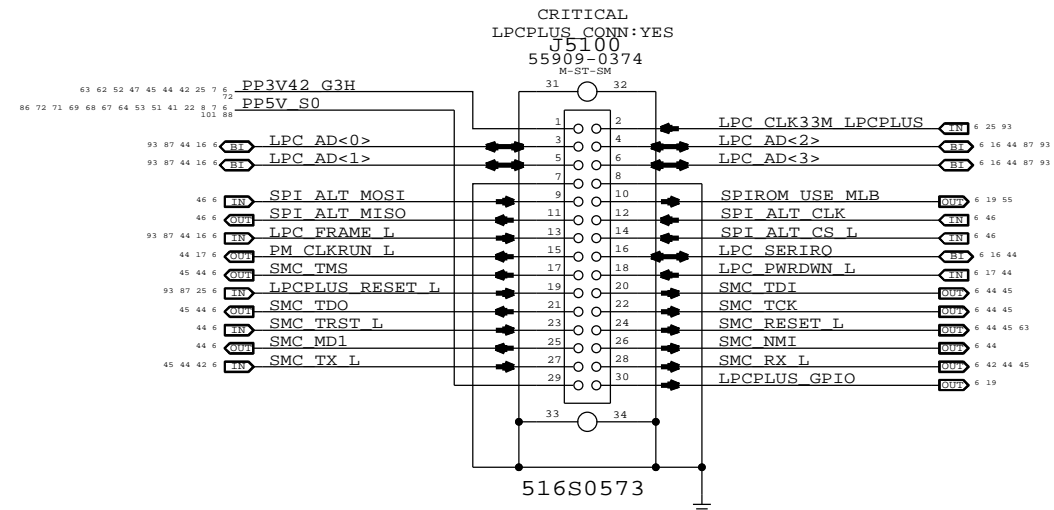 CRITICAL
LPCPLUS_CONN:YES
J5100
55909-0374
M-ST-SM
31 32
63 62 52 47 45 44 42 25 7 6 PP3V42_G3H
72
86 72 71 69 68 67 64 53 51 41 22 8 7 6 PP5V_S0
101 88
1 2 LPC_CLK33M_LPCPLUS IN 6 25 93
93 87 44 16 6 BI LPC_AD<0> 3 4 LPC_AD<2> BI 6 16 44 87 93
93 87 44 16 6 BI LPC_AD<1> 5 6 LPC_AD<3> BI 6 16 44 87 93
7 8
46 6 IN SPI_ALT_MOSI 9 10 SPIROM_USE_MLB OUT 6 19 55
46 6 OUT SPI_ALT_MISO 11 12 SPI_ALT_CLK IN 6 46
93 87 44 16 6 IN LPC_FRAME_L 13 14 SPI_ALT_CS_L IN 6 46
44 17 6 OUT PM_CLKRUN_L 15 16 LPC_SERIRQ BI 6 16 44
45 44 6 OUT SMC_TMS 17 18 LPC_PWRDWN_L IN 6 17 44
93 87 25 6 IN LPCPLUS_RESET_L 19 20 SMC_TDI OUT 6 44 45
45 44 6 OUT SMC_TDO 21 22 SMC_TCK OUT 6 44 45
44 6 IN SMC_TRST_L 23 24 SMC_RESET_L OUT 6 44 45 63
44 6 OUT SMC_MD1 25 26 SMC_NMI OUT 6 44
45 44 42 6 IN SMC_TX_L 27 28 SMC_RX_L OUT 6 42 44 45
29 30 LPCPLUS_GPIO OUT 6 19
33 34
516S0573